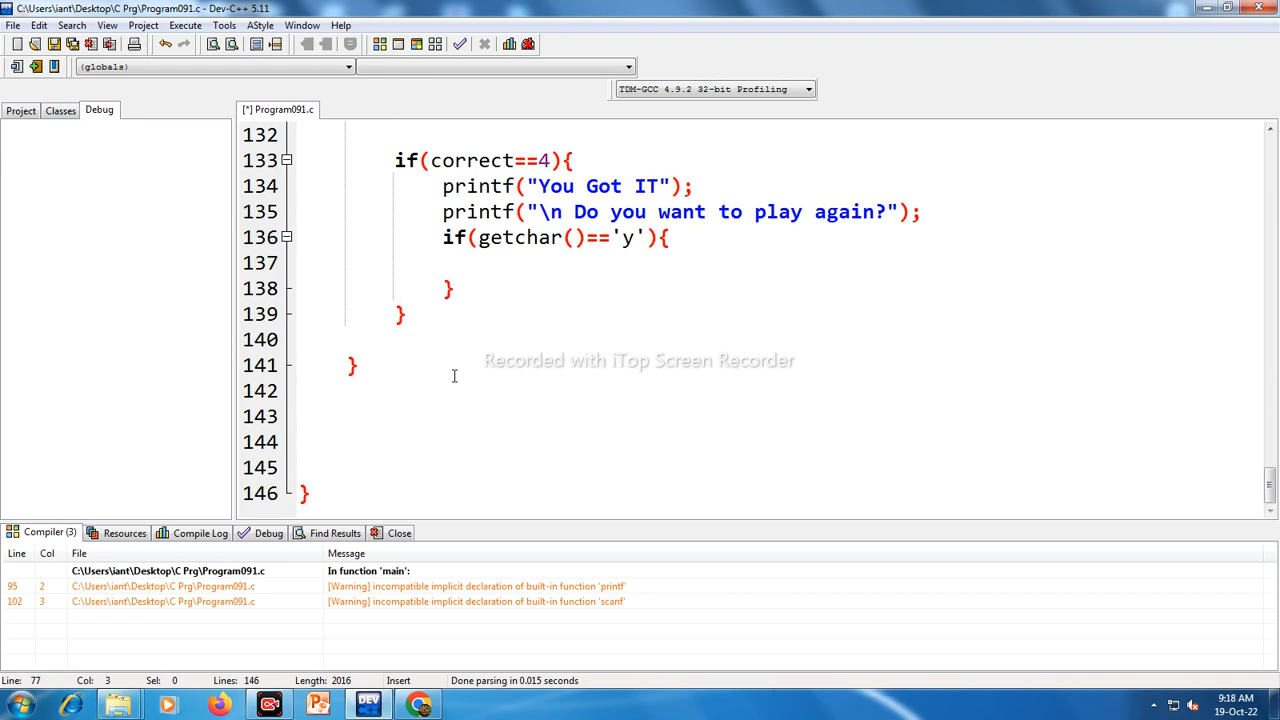 C:\Users\iant\Desktop\C Prg\Program091.c - Dev-C++ 5.11
File Edit Search View Project Execute Tools AStyle Window Help
(globals)
TDM-GCC 4.9.2 32-bit Profiling
Project Classes Debug
[*] Program091.c
132
133 if(correct==4){
134 printf("You Got IT");
135 printf("\n Do you want to play again?");
136 if(getchar()=='y'){
137
138 }
139 }
140
Recorded with iTop Screen Recorder
141 }
142
143
144
145
146 }
Compiler (3) Resources Compile Log Debug Find Results Close
Line Col File Message
C:\Users\iant\Desktop\C Prg\Program091.c In function 'main':
95 2 C:\Users\iant\Desktop\C Prg\Program091.c [Warning] incompatible implicit declaration of built-in function 'printf'
102 3 C:\Users\iant\Desktop\C Prg\Program091.c [Warning] incompatible implicit declaration of built-in function 'scanf'
Line: 77 Col: 3 Sel: 0 Lines: 146 Length: 2016 Insert Done parsing in 0.015 seconds
DEV
9:18 AM
19-Oct-22